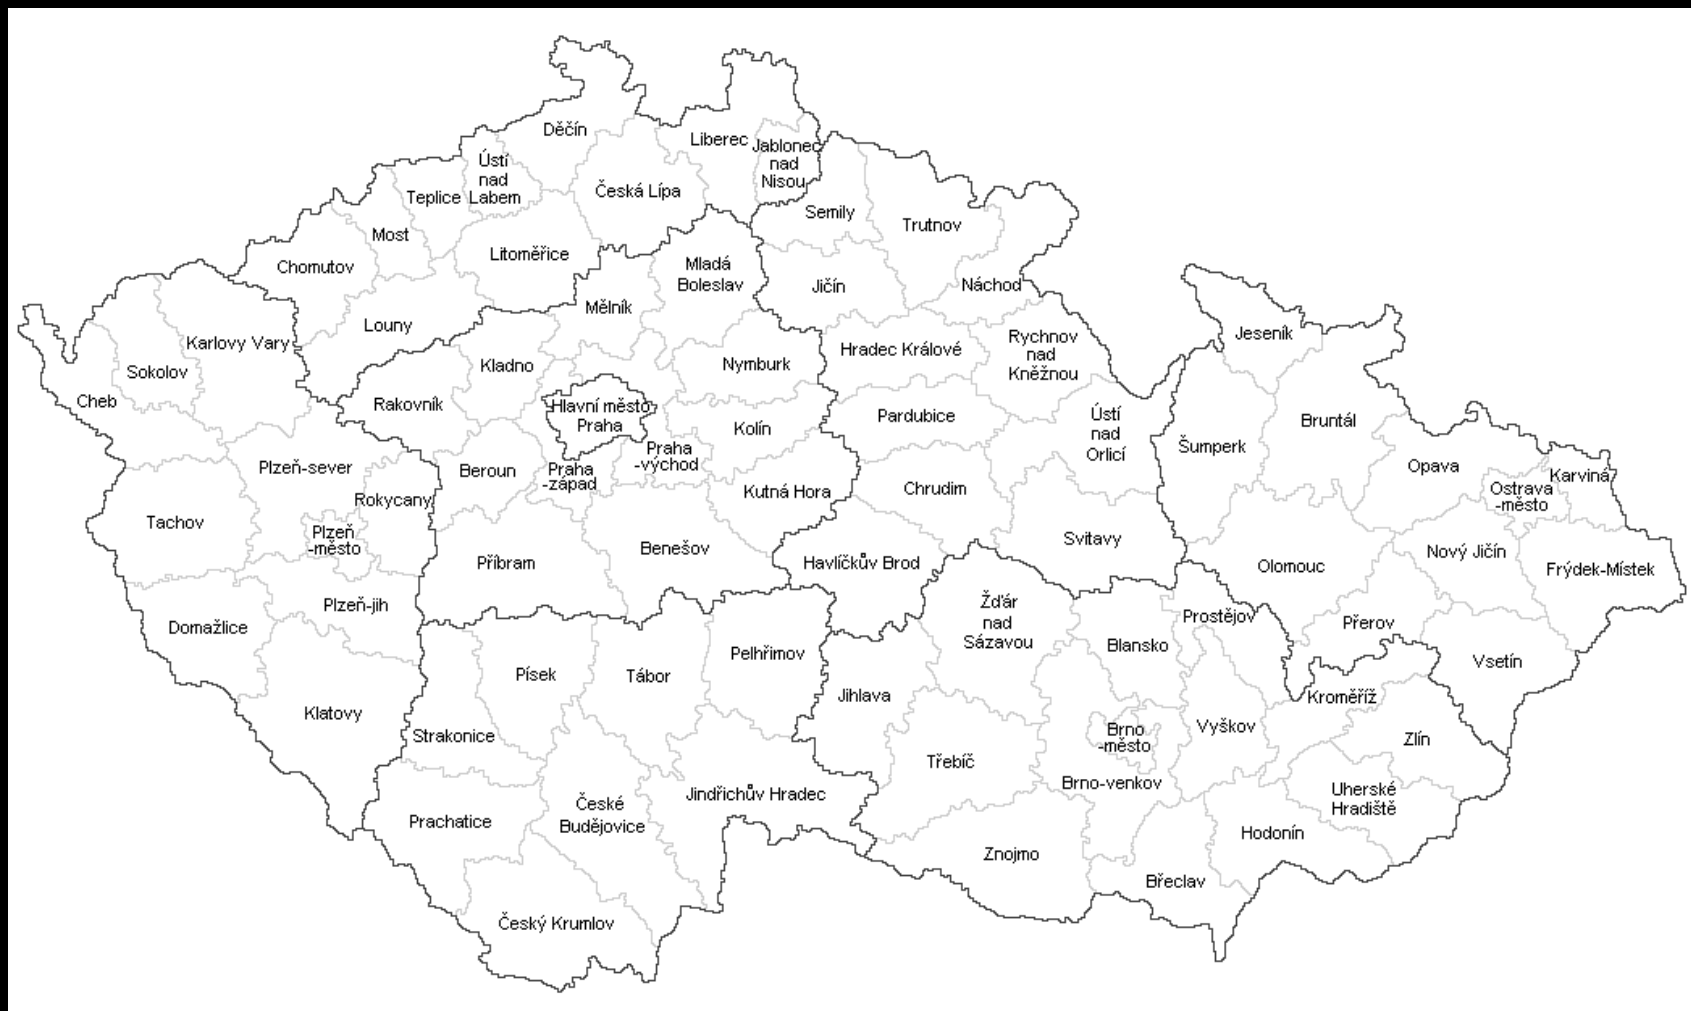 Děčín
Liberec
Jablonec
nad
Nisou
Ústí
nad
Labem
Teplice
Česká Lípa
Semily
Trutnov
Most
Litoměřice
Chomutov
Mladá
Boleslav
Jičín
Náchod
Mělník
Louny
Karlovy Vary
Jeseník
Hradec Králové
Rychnov
nad
Kněžnou
Sokolov
Kladno
Nymburk
Cheb
Rakovník
Hlavní město
Praha
Kolín
Pardubice
Ústí
nad
Orlicí
Šumperk
Bruntál
Plzeň-sever
Beroun
Praha
-západ
Praha
-východ
Opava
Karviná
Ostrava
-město
Rokycany
Kutná Hora
Chrudim
Tachov
Plzeň
-město
Svitavy
Benešov
Příbram
Havlíčkův Brod
Olomouc
Nový Jičín
Frýdek-Místek
Plzeň-jih
Žďár
nad
Sázavou
Prostějov
Domažlice
Přerov
Blansko
Pelhřimov
Vsetín
Písek
Tábor
Jihlava
Kroměříž
Klatovy
Strakonice
Vyškov
Brno
-město
Zlín
Třebíč
Brno-venkov
Jindřichův Hradec
Uherské
Hradiště
České
Budějovice
Prachatice
Hodonín
Znojmo
Břeclav
Český Krumlov